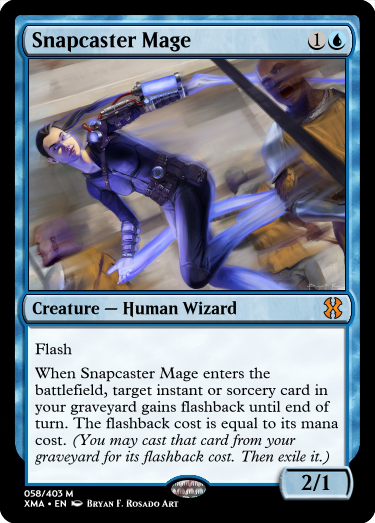 Snapcaster Mage 1
Creature — Human Wizard
Flash
When Snapcaster Mage enters the
battlefield, target instant or sorcery card in
your graveyard gains flashback until end of
turn. The flashback cost is equal to its mana
cost. (You may cast that card from your
graveyard for its flashback cost. Then exile it.)
2/1
058/403 M
XMA • EN Bryan F. Rosado Art